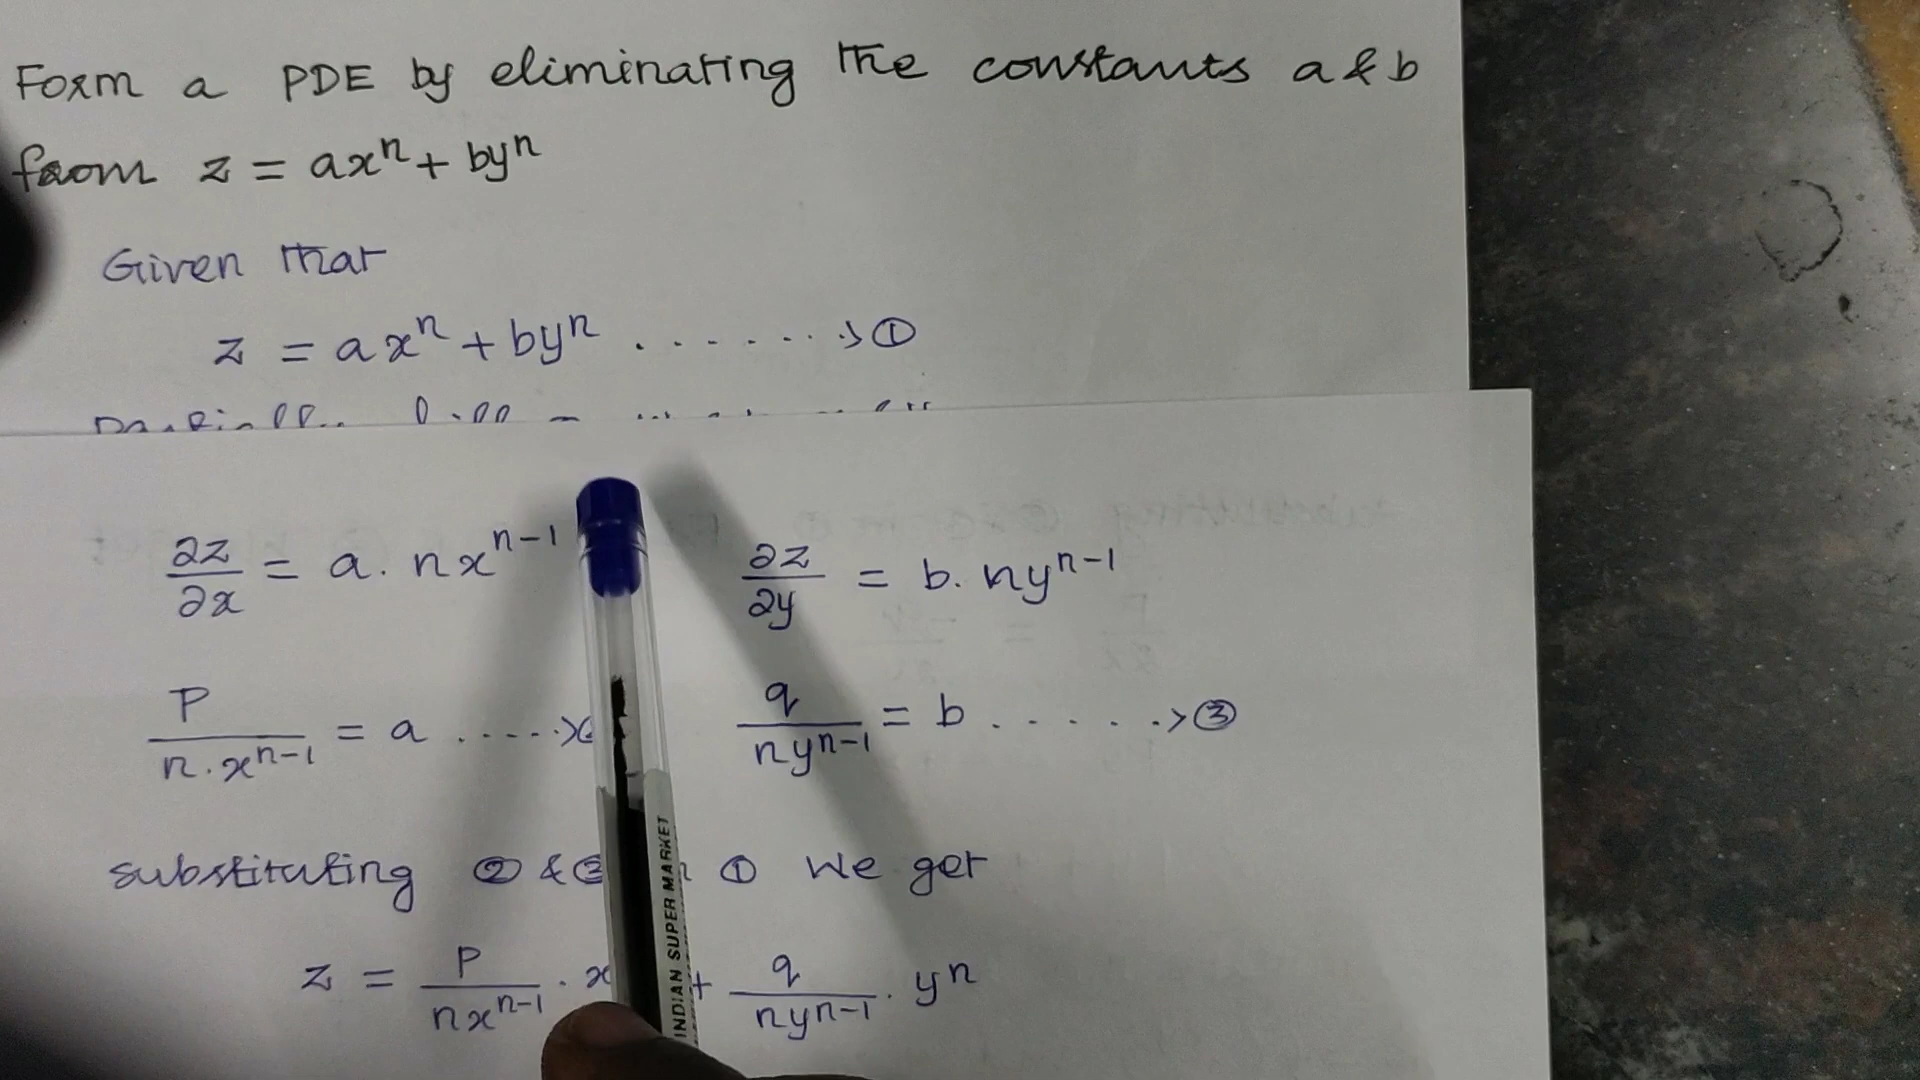 Form a PDE by eliminating the constants a & b
from z = axⁿ + byⁿ
Given that
z = axⁿ + byⁿ .......> ①
∂z/∂x = a. nxⁿ⁻¹ ∂z/∂y = b. nyⁿ⁻¹
P/n.xⁿ⁻¹ = a .....> q/nyⁿ⁻¹ = b .....> ③
substituting ② & ③ ① We get
z = P/nxⁿ⁻¹ . x + q/nyⁿ⁻¹ . yⁿ
INDIAN SUPER MARKET